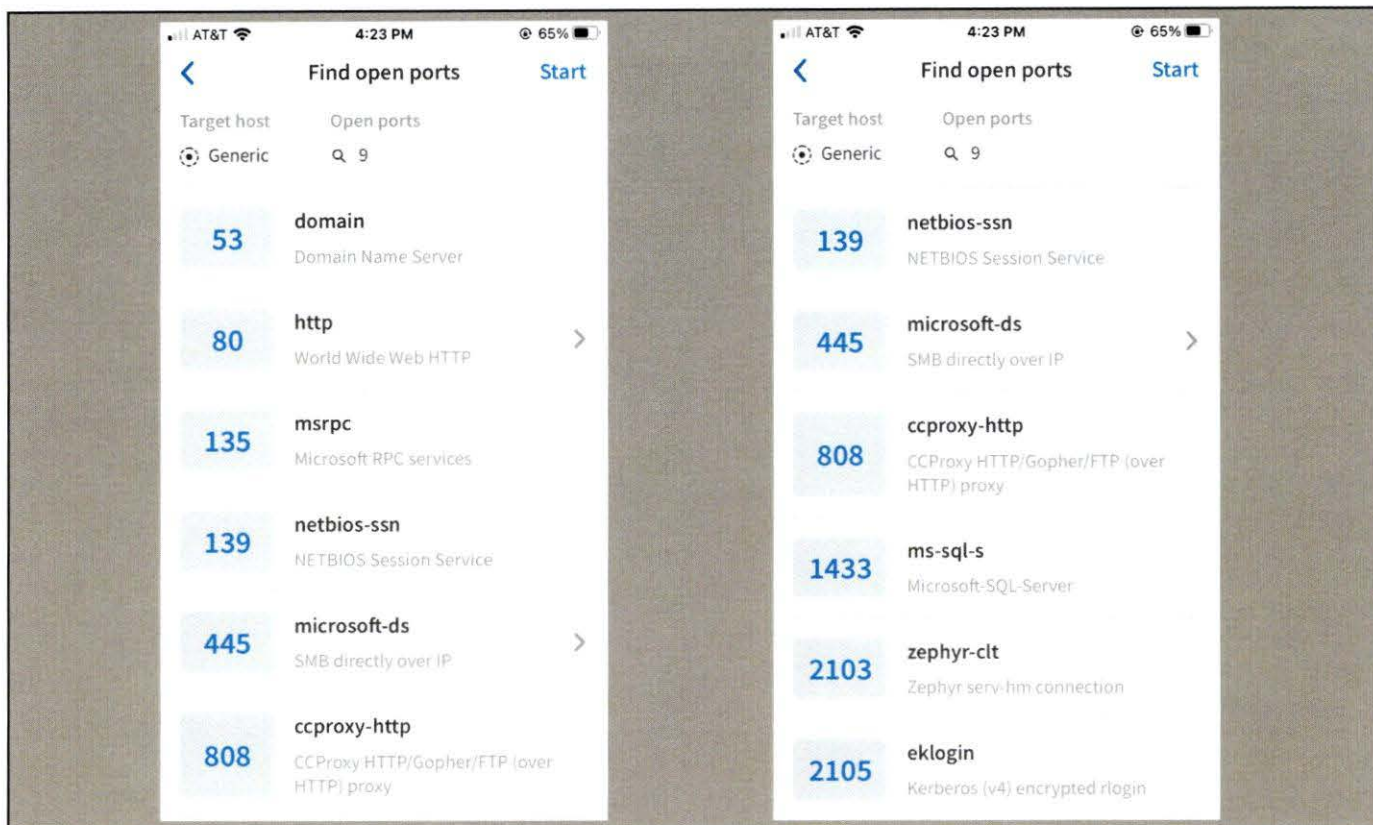 AT&T 4:23 PM 65%
Find open ports Start
Target host Open ports
Generic 9
53 domain
Domain Name Server
80 http
World Wide Web HTTP
135 msrpc
Microsoft RPC services
139 netbios-ssn
NETBIOS Session Service
445 microsoft-ds
SMB directly over IP
808 ccproxy-http
CCProxy HTTP/Gopher/FTP (over
HTTP) proxy
AT&T 4:23 PM 65%
Find open ports Start
Target host Open ports
Generic 9
139 netbios-ssn
NETBIOS Session Service
445 microsoft-ds
SMB directly over IP
808 ccproxy-http
CCProxy HTTP/Gopher/FTP (over
HTTP) proxy
1433 ms-sql-s
Microsoft-SQL-Server
2103 zephyr-clt
Zephyr serv-hm connection
2105 eklogin
Kerberos (v4) encrypted rlogin